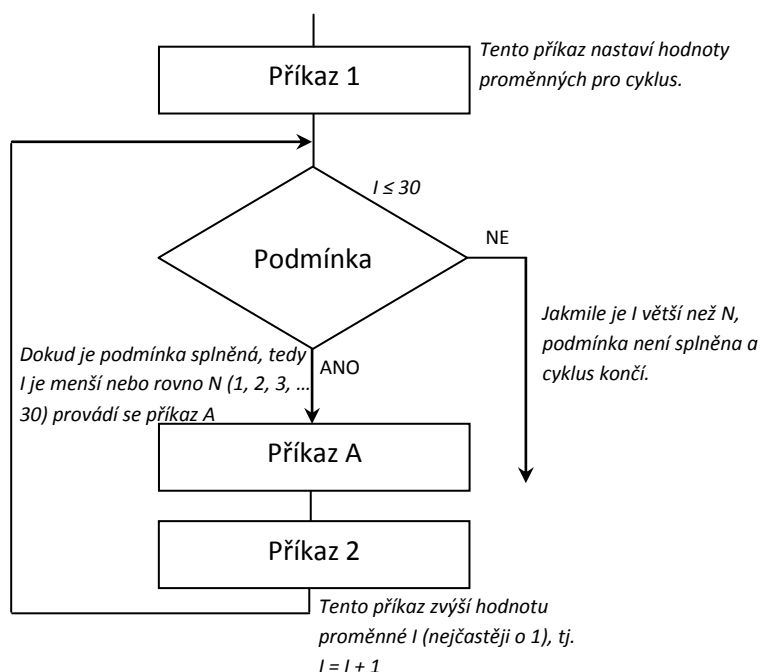 Příkaz 1
Tento příkaz nastaví hodnoty
proměnných pro cyklus.
I ≤ 30
Podmínka
NE
Jakmile je I větší než N,
podmínka není splněna a
cyklus končí.
Dokud je podmínka splněná, tedy
I je menší nebo rovno N (1, 2, 3, ...
30) provádí se příkaz A
ANO
Příkaz A
Příkaz 2
Tento příkaz zvýší hodnotu
proměnné I (nejčastěji o 1), tj.
I = I + 1